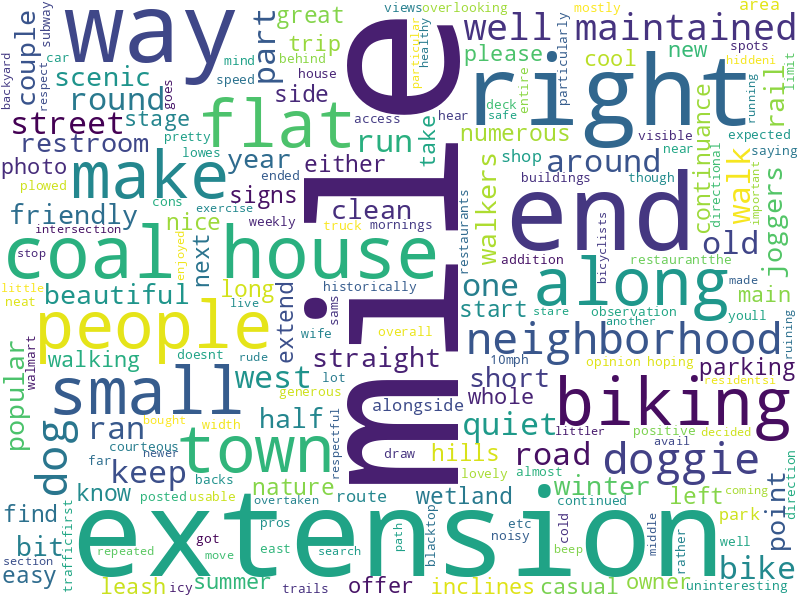 backyard
couple
car
respect
subway
way
part
great
trip
behind
house
views
overlooking
mind
speed
particular
healthy
well
maintained
mostly
area
please
cool
new
spots
hiddeni
limit
scenic
round
goes
side
access
hear
deck
safe
entire
particularly
right
running
rail
street
stage
flat
run
take
numerous
visible
expected
restroom
pretty
lowes
near
saying
photo
make
year
either
walkers
shop
around
continuance
walk
important
directional
joggers
plowed
cons
ended
signs
clean
buildings
though
friendly
exercise
weekly
truck
mornings
restaurants
end
bicyclists
old
intersection
nice
enjoyed
next
stop
coal
house
mile
addition
restaurantthe
little
neat
beautiful
long
live
extend
historically
sams
one
start
along
main
made
youll
people
wife
overall
stare
observation
another
ruining
popular
walmart
walking
doesnt
rude
lot
straight
10mph
neighborhood
opinion
hoping
parking
small
west
generous
alongside
short
whole
residentsi
dog
bought
width
half
respectful
draw
quiet
littler
biking
positive
decided
ran
courteous
newer
town
hills
road
avail
doggie
keep
far
backs
nature
lovely
almost
know
posted
usable
overtaken
route
wetland
continued
winter
left
coming
point
direction
find
trafficfirst
extension
pros
etc
noisy
park
bit
repeated
got
move
east
search
path
blacktop
cold
beep
middle
rather
well
section
easy
bike
leash
icy
summer
trails
offer
inclines
casual
owner
uninteresting